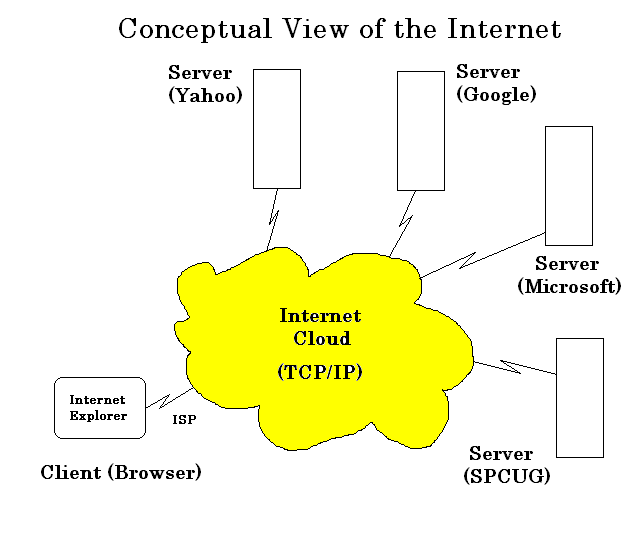 Conceptual View of the Internet
Server
(Yahoo)
Server
(Google)
Server
(Microsoft)
Internet
Cloud
(TCP/IP)
Internet
Explorer
ISP
Client (Browser)
Server
(SPCUG)